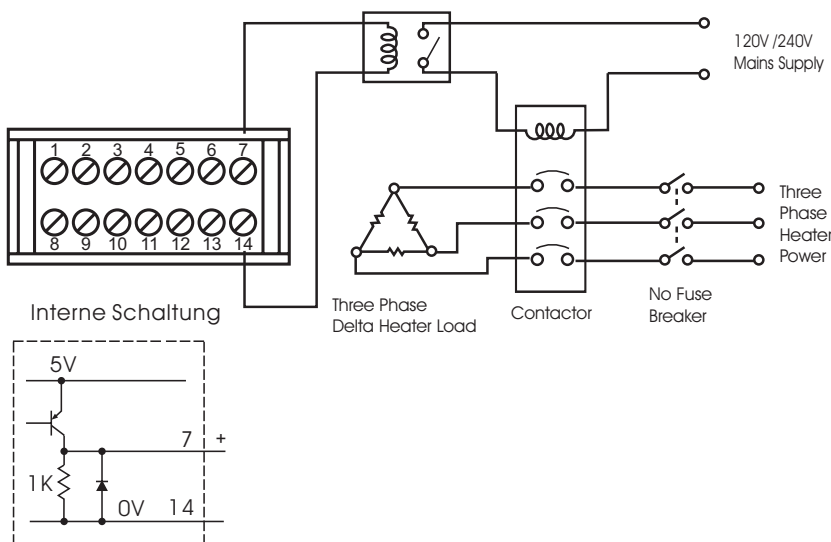 120V /240V
Mains Supply
1 2 3 4 5 6 7
8 9 10 11 12 13 14
Three
Phase
Heater
Power
Three Phase
Delta Heater Load
Contactor
No Fuse
Breaker
Interne Schaltung
5V
7 +
1K
0V 14